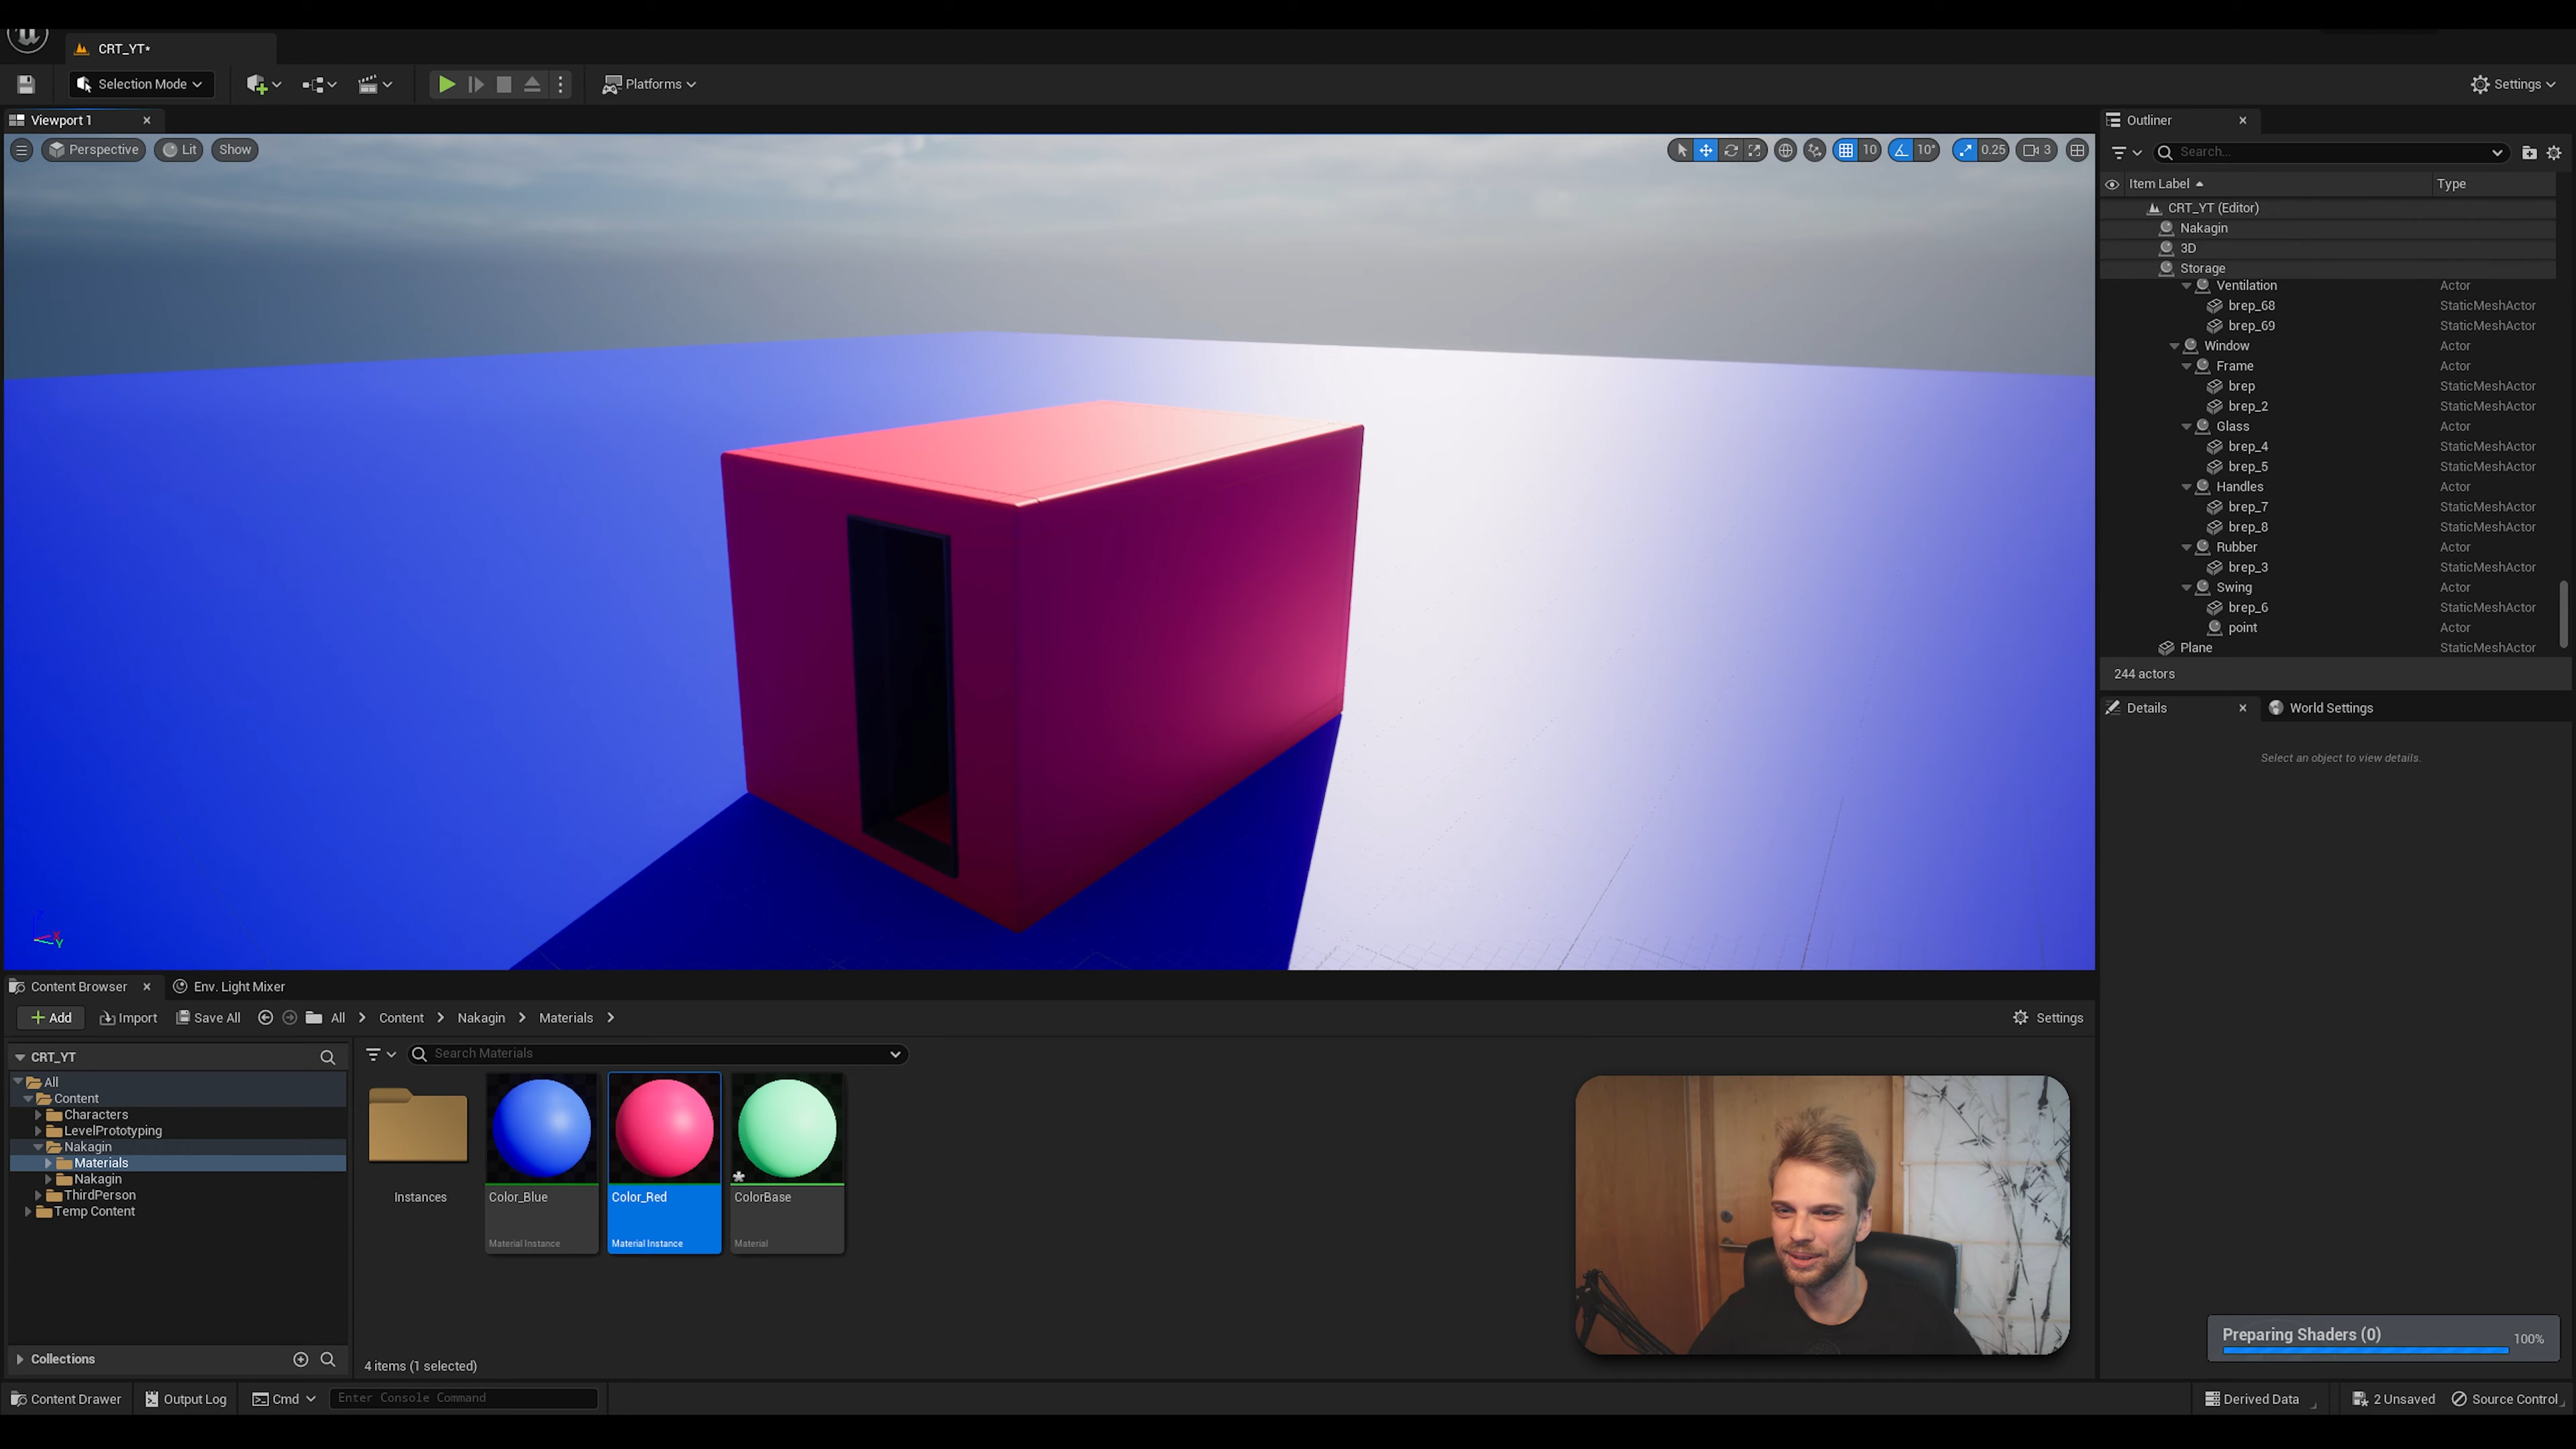 CRT_YT*
Selection Mode
Platforms
Settings
Viewport 1
Perspective
Lit
Show
10
10°
0.25
3
Outliner
Search...
Item Label
Type
CRT_YT (Editor)
Nakagin
3D
Storage
Ventilation Actor
brep_68 StaticMeshActor
brep_69 StaticMeshActor
Window Actor
Frame Actor
brep StaticMeshActor
brep_2 StaticMeshActor
Glass Actor
brep_4 StaticMeshActor
brep_5 StaticMeshActor
Handles Actor
brep_7 StaticMeshActor
brep_8 StaticMeshActor
Rubber Actor
brep_3 StaticMeshActor
Swing Actor
brep_6 StaticMeshActor
point Actor
Plane StaticMeshActor
244 actors
Details
World Settings
Select an object to view details.
Z
X
Y
Content Browser
Env. Light Mixer
Add
Import
Save All
All
Content
Nakagin
Materials
Settings
CRT_YT
All
Content
Characters
LevelPrototyping
Nakagin
Materials
Nakagin
ThirdPerson
Temp Content
Collections
Search Materials
Instances
Color_Blue
Material Instance
Color_Red
Material Instance
ColorBase
Material
4 items (1 selected)
Preparing Shaders (0)
100%
Content Drawer
Output Log
Cmd
Enter Console Command
Derived Data
2 Unsaved
Source Control